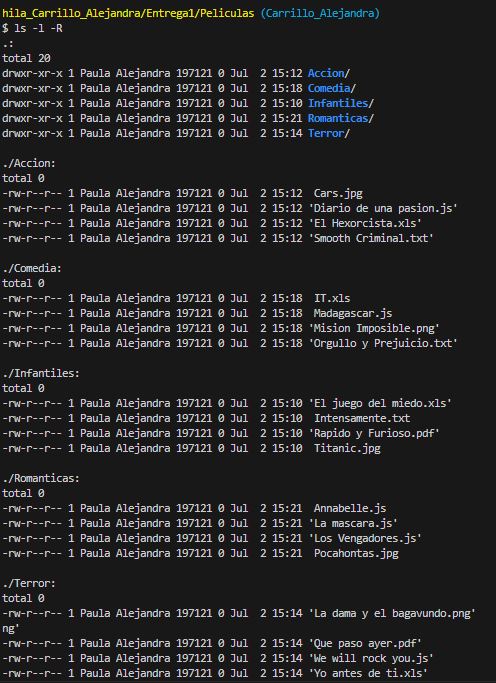 hila_Carrillo_Alejandra/Entrega1/Peliculas (Carrillo_Alejandra)
$ ls -l -R
.:
total 20
drwxr-xr-x 1 Paula Alejandra 197121 0 Jul  2 15:12 Accion/
drwxr-xr-x 1 Paula Alejandra 197121 0 Jul  2 15:18 Comedia/
drwxr-xr-x 1 Paula Alejandra 197121 0 Jul  2 15:10 Infantiles/
drwxr-xr-x 1 Paula Alejandra 197121 0 Jul  2 15:21 Romanticas/
drwxr-xr-x 1 Paula Alejandra 197121 0 Jul  2 15:14 Terror/

./Accion:
total 0
-rw-r--r-- 1 Paula Alejandra 197121 0 Jul  2 15:12  Cars.jpg
-rw-r--r-- 1 Paula Alejandra 197121 0 Jul  2 15:12 'Diario de una pasion.js'
-rw-r--r-- 1 Paula Alejandra 197121 0 Jul  2 15:12 'El Hexorcista.xls'
-rw-r--r-- 1 Paula Alejandra 197121 0 Jul  2 15:12 'Smooth Criminal.txt'

./Comedia:
total 0
-rw-r--r-- 1 Paula Alejandra 197121 0 Jul  2 15:18  IT.xls
-rw-r--r-- 1 Paula Alejandra 197121 0 Jul  2 15:18  Madagascar.js
-rw-r--r-- 1 Paula Alejandra 197121 0 Jul  2 15:18 'Mision Imposible.png'
-rw-r--r-- 1 Paula Alejandra 197121 0 Jul  2 15:18 'Orgullo y Prejuicio.txt'

./Infantiles:
total 0
-rw-r--r-- 1 Paula Alejandra 197121 0 Jul  2 15:10 'El juego del miedo.xls'
-rw-r--r-- 1 Paula Alejandra 197121 0 Jul  2 15:10  Intensamente.txt
-rw-r--r-- 1 Paula Alejandra 197121 0 Jul  2 15:10 'Rapido y Furioso.pdf'
-rw-r--r-- 1 Paula Alejandra 197121 0 Jul  2 15:10  Titanic.jpg

./Romanticas:
total 0
-rw-r--r-- 1 Paula Alejandra 197121 0 Jul  2 15:21  Annabelle.js
-rw-r--r-- 1 Paula Alejandra 197121 0 Jul  2 15:21 'La mascara.js'
-rw-r--r-- 1 Paula Alejandra 197121 0 Jul  2 15:21 'Los Vengadores.js'
-rw-r--r-- 1 Paula Alejandra 197121 0 Jul  2 15:21  Pocahontas.jpg

./Terror:
total 0
-rw-r--r-- 1 Paula Alejandra 197121 0 Jul  2 15:14 'La dama y el bagavundo.png'
ng'
-rw-r--r-- 1 Paula Alejandra 197121 0 Jul  2 15:14 'Que paso ayer.pdf'
-rw-r--r-- 1 Paula Alejandra 197121 0 Jul  2 15:14 'We will rock you.js'
-rw-r--r-- 1 Paula Alejandra 197121 0 Jul  2 15:14 'Yo antes de ti.xls'